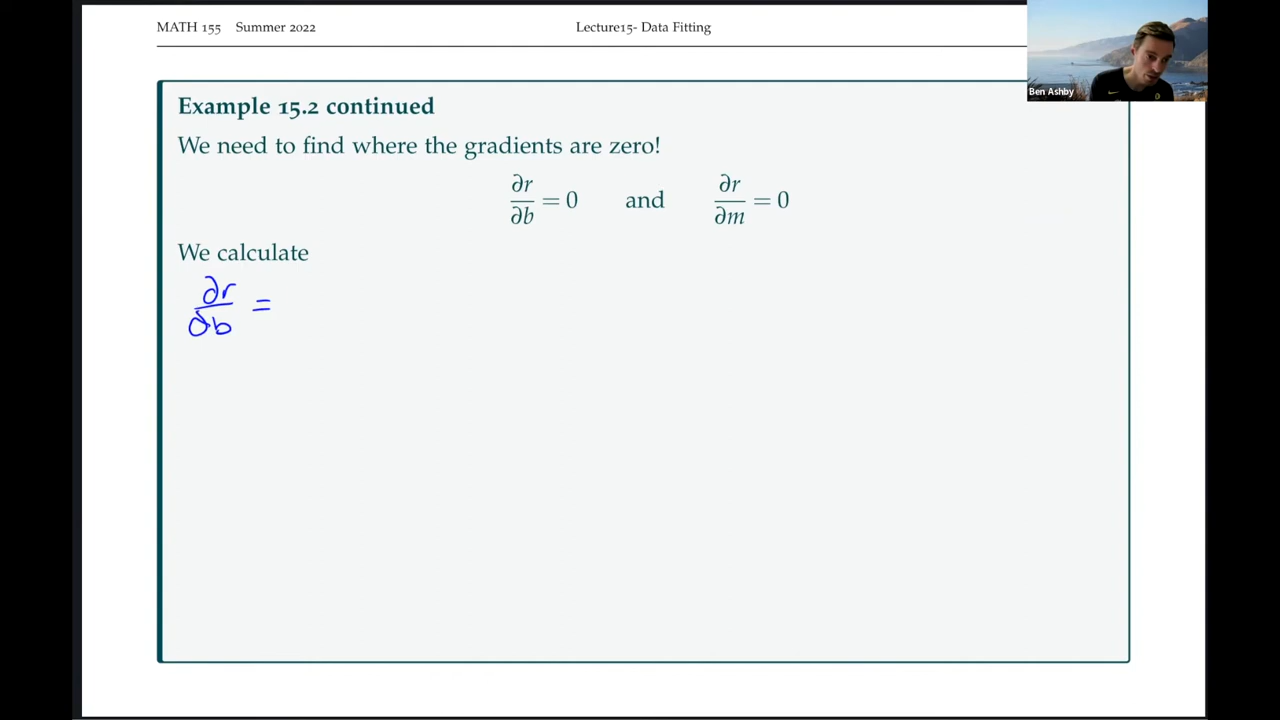 MATH 155 Summer 2022 Lecture15- Data Fitting
Ben Ashby
Example 15.2 continued
We need to find where the gradients are zero!
∂r/∂b = 0 and ∂r/∂m = 0
We calculate
∂r/∂b =